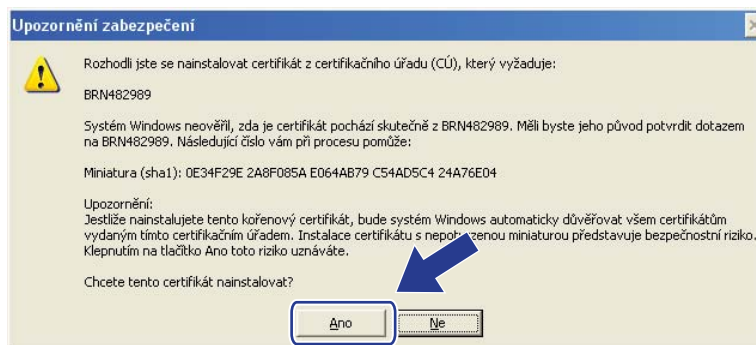 Upozornění zabezpečení
Rozhodli jste se nainstalovat certifikát z certifikačního úřadu (CÚ), který vyžaduje:
BRN482989
Systém Windows neověřil, zda je certifikát pochází skutečně z BRN482989. Měli byste jeho původ potvrdit dotazem
na BRN482989. Následující číslo vám při procesu pomůže:
Miniatura (sha1): 0E34F29E 2A8F085A E064AB79 C54AD5C4 24A76E04
Upozornění:
Jestliže nainstalujete tento kořenový certifikát, bude systém Windows automaticky důvěřovat všem certifikátům
vydaným tímto certifikačním úřadem. Instalace certifikátu s miniaturou představuje bezpečnostní riziko.
Klepnutím na tlačítko Ano toto riziko uznáváte.
Chcete tento certifikát nainstalovat?
Ano
Ne